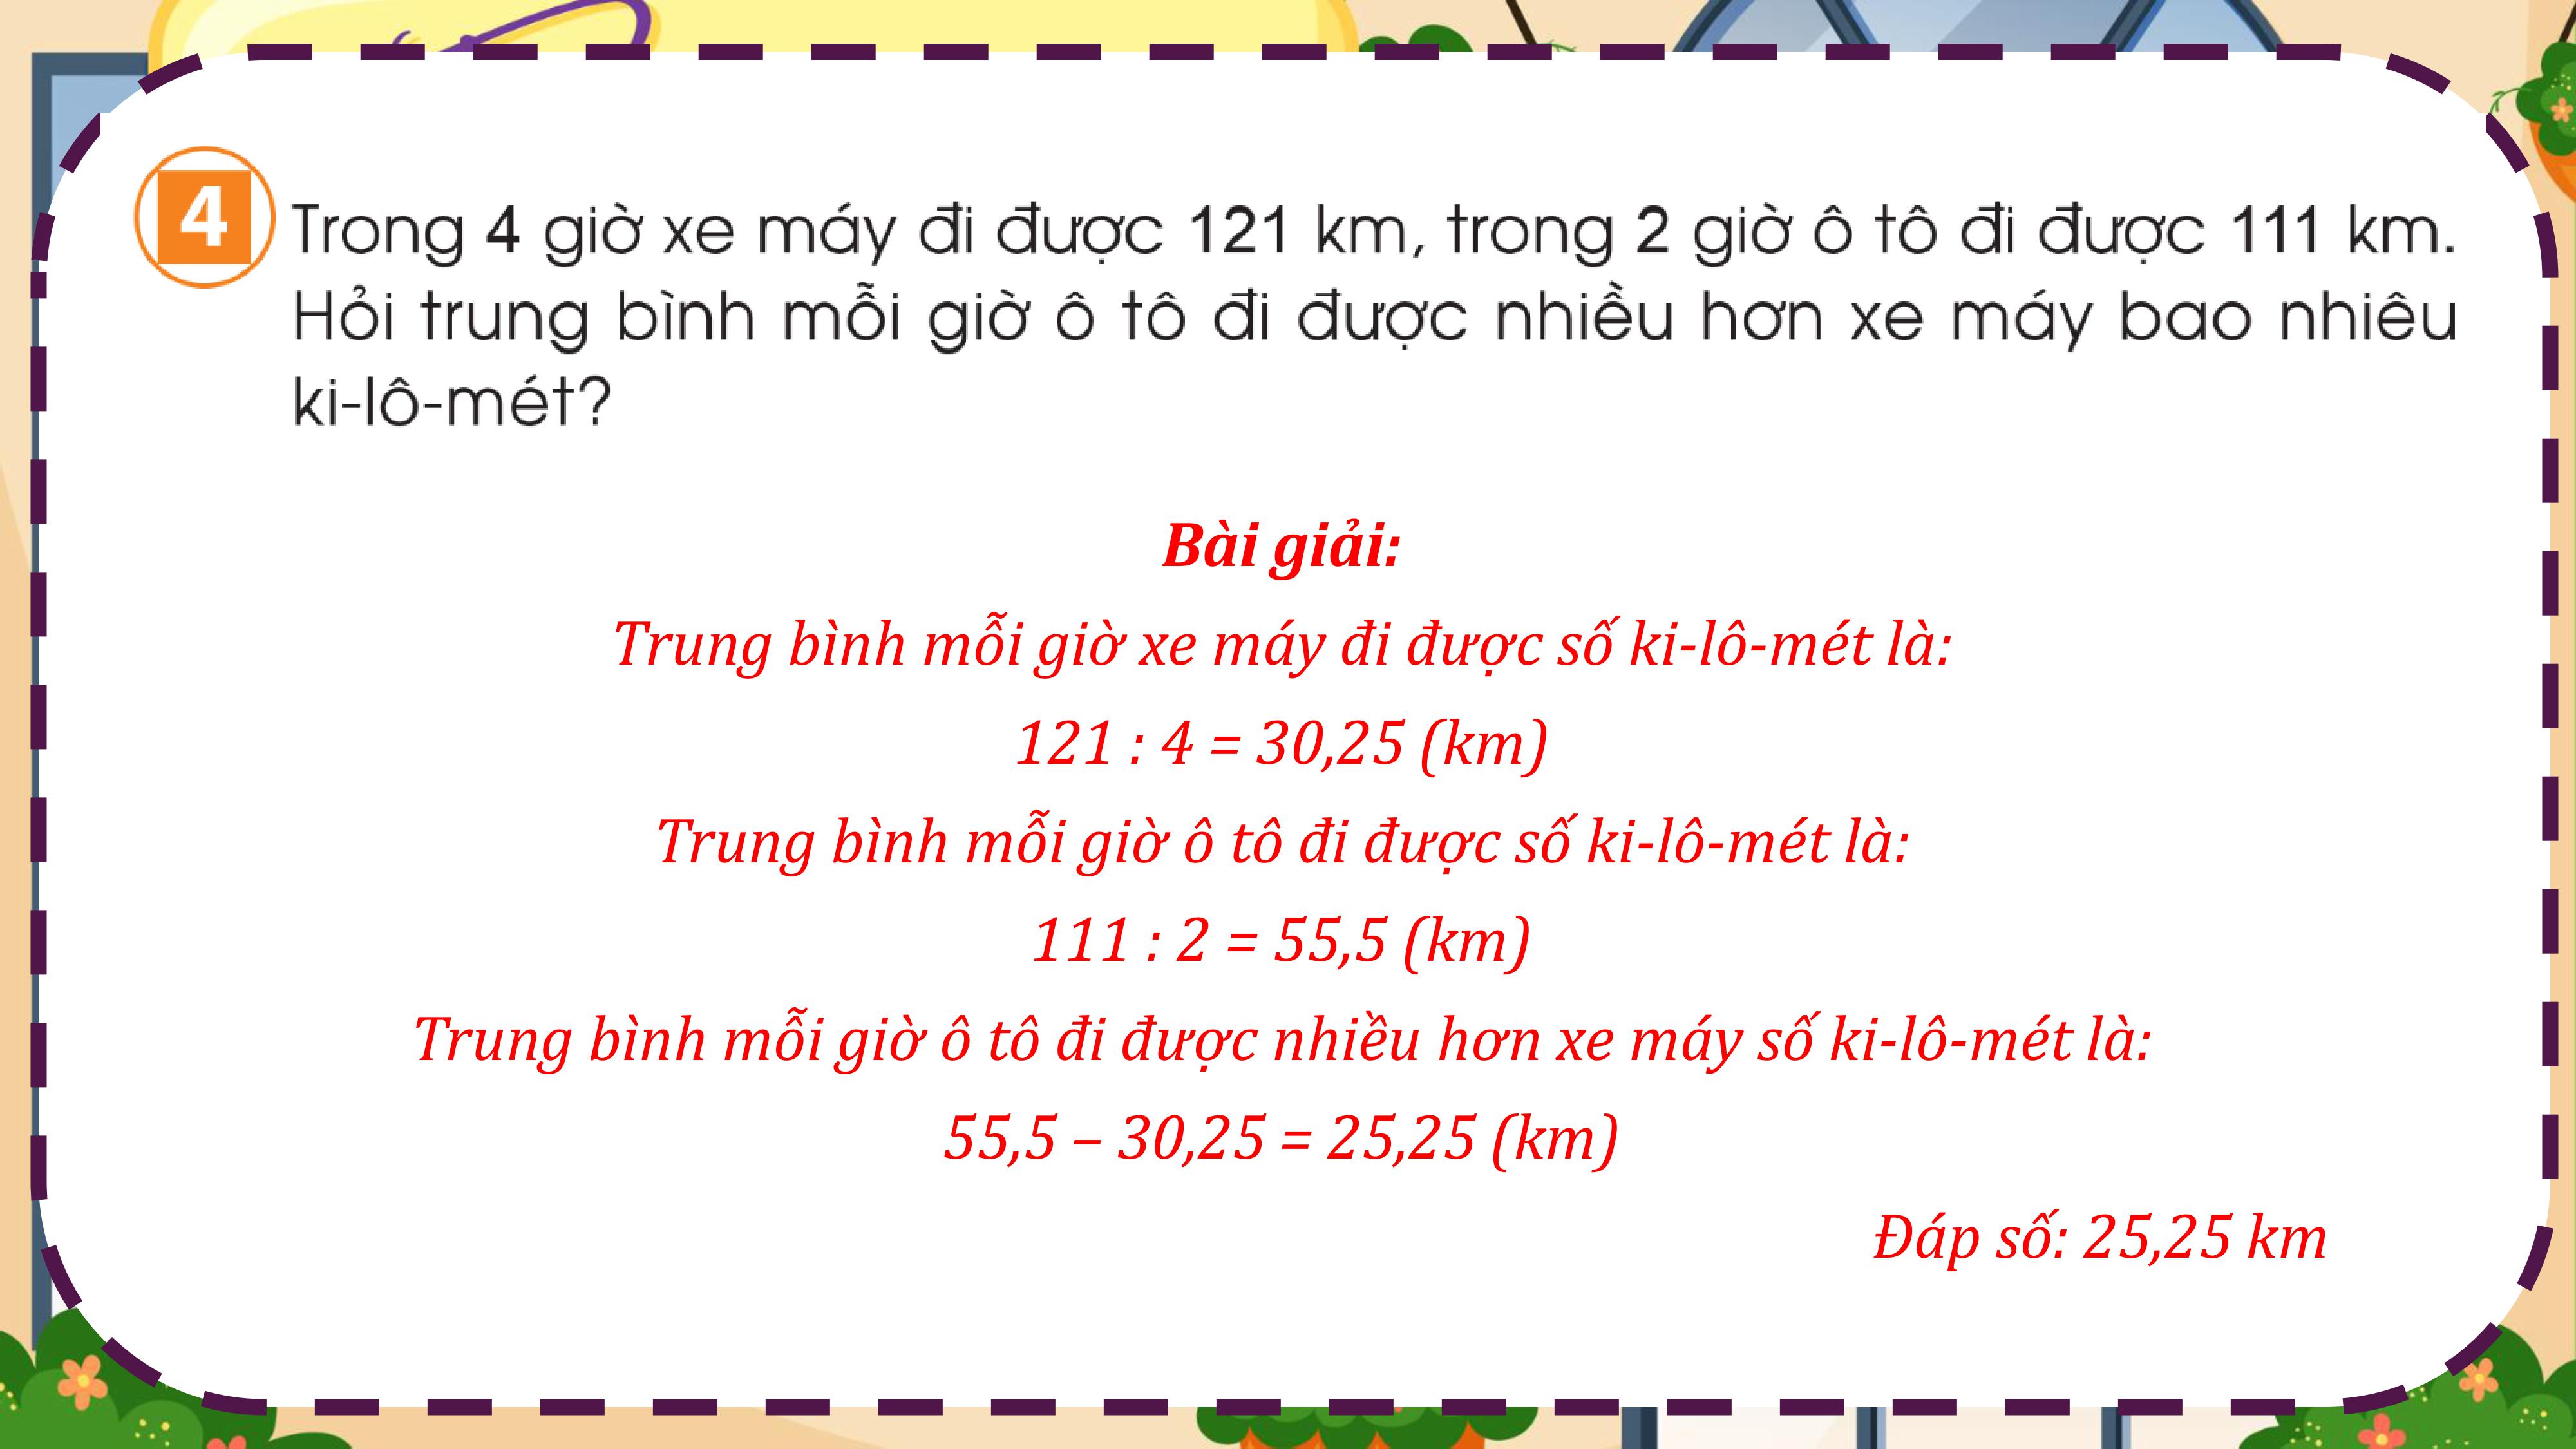 4
Trong 4 giờ xe máy đi được 121 km, trong 2 giờ ô tô đi được 111 km.
Hỏi trung bình mỗi giờ ô tô đi được nhiều hơn xe máy bao nhiêu
ki-lô-mét?
Bài giải:
Trung bình mỗi giờ xe máy đi được số ki-lô-mét là:
121 : 4 = 30,25 (km)
Trung bình mỗi giờ ô tô đi được số ki-lô-mét là:
111 : 2 = 55,5 (km)
Trung bình mỗi giờ ô tô đi được nhiều hơn xe máy số ki-lô-mét là:
55,5 – 30,25 = 25,25 (km)
Đáp số: 25,25 km